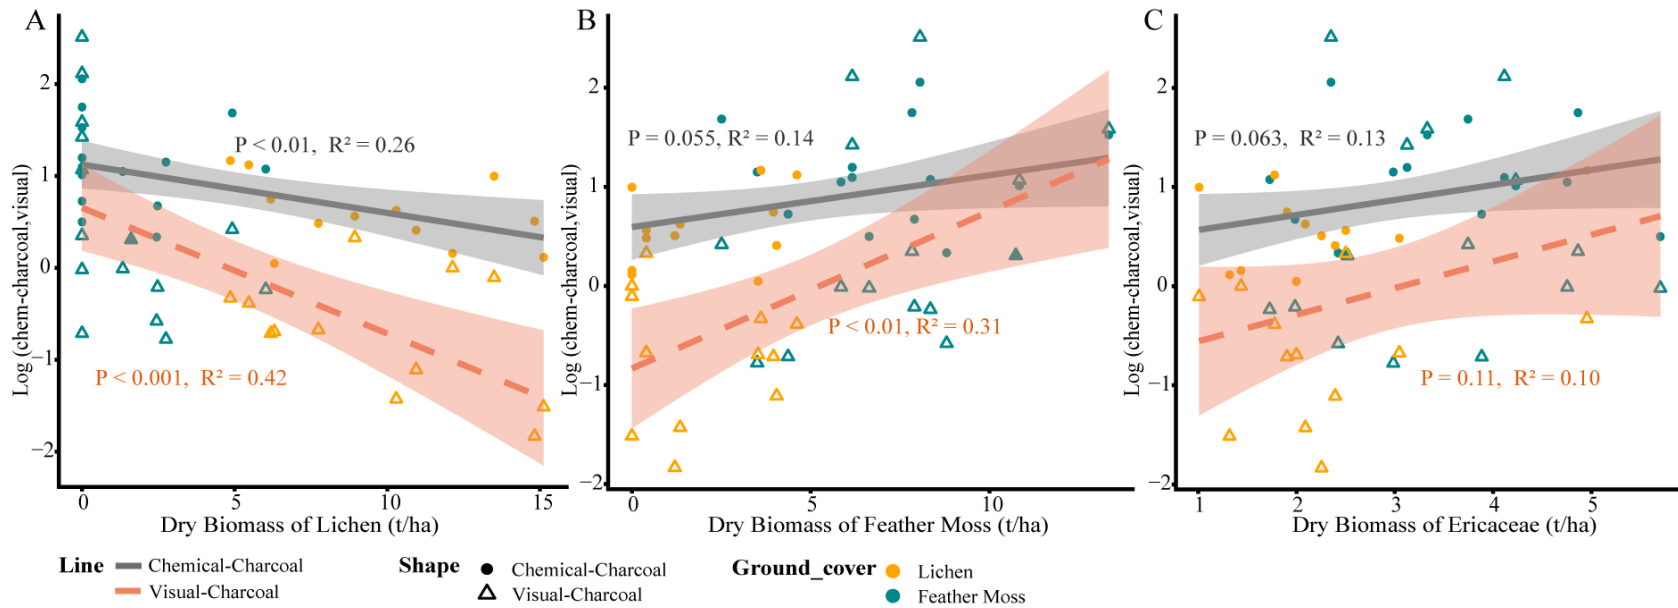 A
B
C
Log (chem-charcoal,visual)
2
1
0
−1
−2
P < 0.01, R² = 0.26
P < 0.001, R² = 0.42
0
5
10
15
Dry Biomass of Lichen (t/ha)
Log (chem-charcoal,visual)
2
1
0
−1
−2
P = 0.055, R² = 0.14
P < 0.01, R² = 0.31
0
5
10
Dry Biomass of Feather Moss (t/ha)
Log (chem-charcoal,visual)
2
1
0
−1
−2
P = 0.063, R² = 0.13
P = 0.11, R² = 0.10
1
2
3
4
5
Dry Biomass of Ericaceae (t/ha)
Line
Chemical-Charcoal
Visual-Charcoal
Shape
Chemical-Charcoal
Visual-Charcoal
Ground_cover
Lichen
Feather Moss